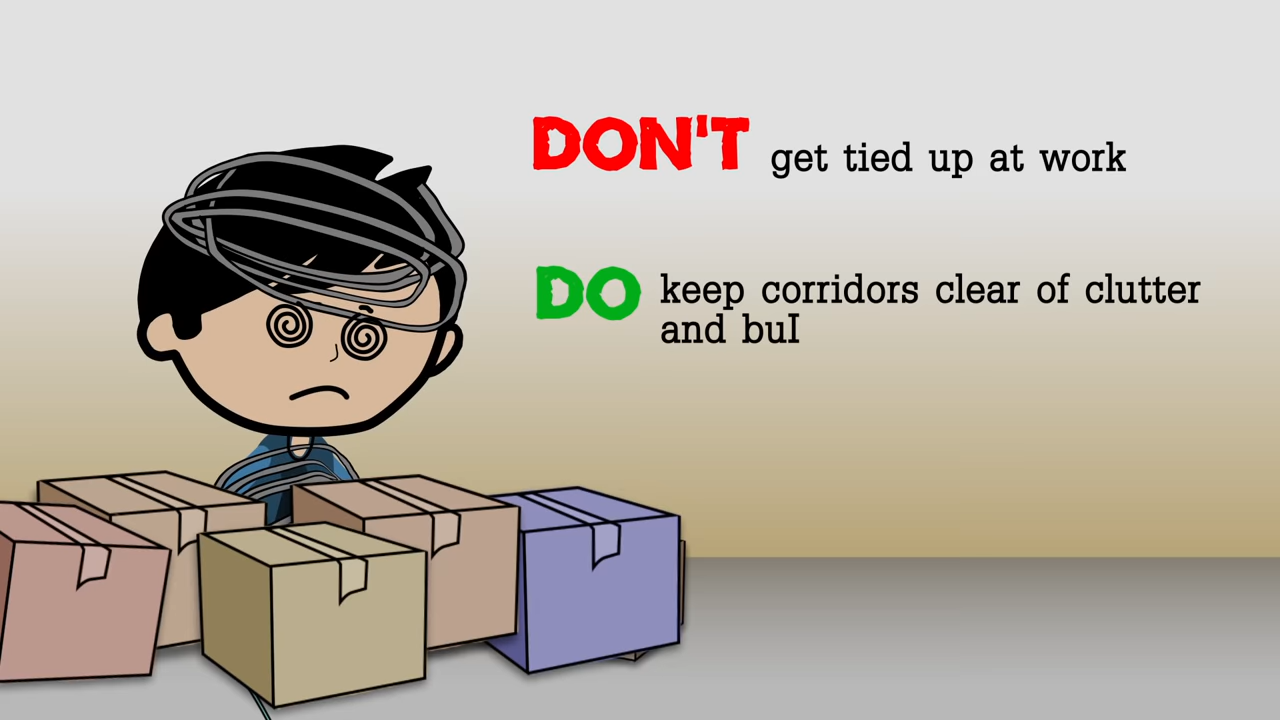 DON'T get tied up at work
DO keep corridors clear of clutter
and buI